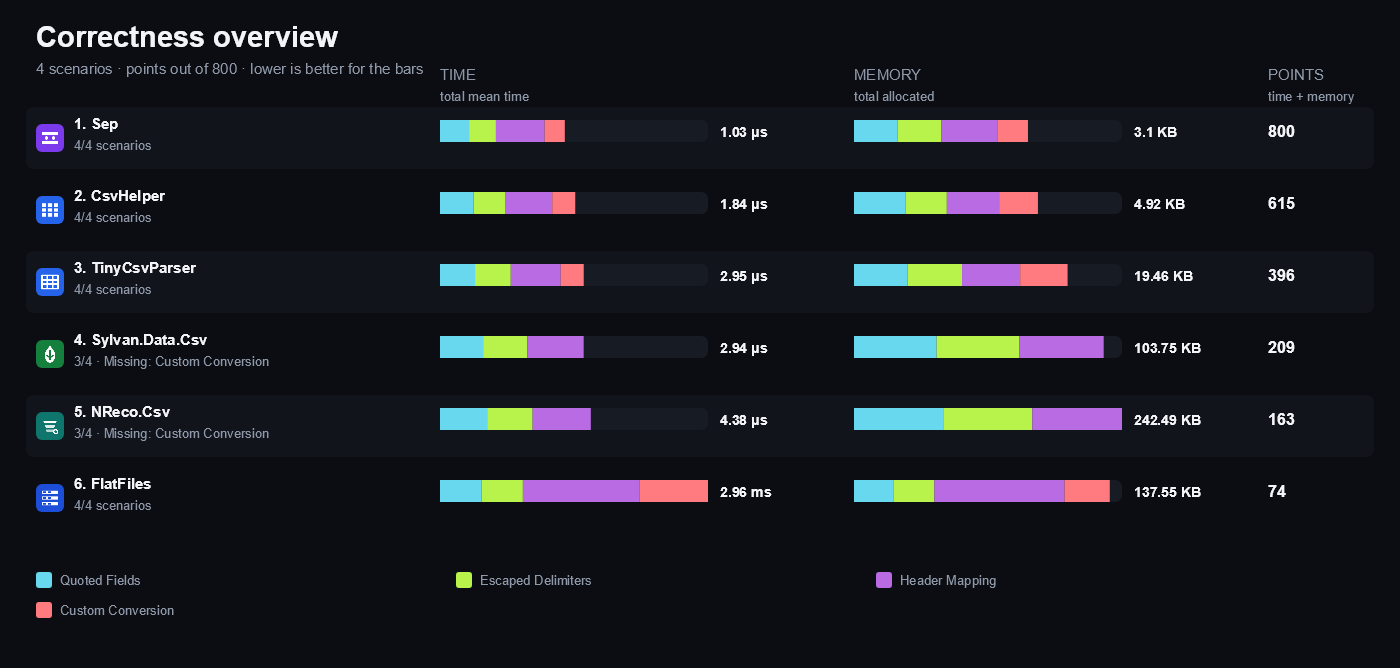 Correctness overview
4 scenarios · points out of 800 · lower is better for the bars
TIME
total mean time
MEMORY
total allocated
POINTS
time + memory
1. Sep
4/4 scenarios
1.03 µs
3.1 KB
800
2. CsvHelper
4/4 scenarios
1.84 µs
4.92 KB
615
3. TinyCsvParser
4/4 scenarios
2.95 µs
19.46 KB
396
4. Sylvan.Data.Csv
3/4 · Missing: Custom Conversion
2.94 µs
103.75 KB
209
5. NReco.Csv
3/4 · Missing: Custom Conversion
4.38 µs
242.49 KB
163
6. FlatFiles
4/4 scenarios
2.96 ms
137.55 KB
74
Quoted Fields
Escaped Delimiters
Header Mapping
Custom Conversion